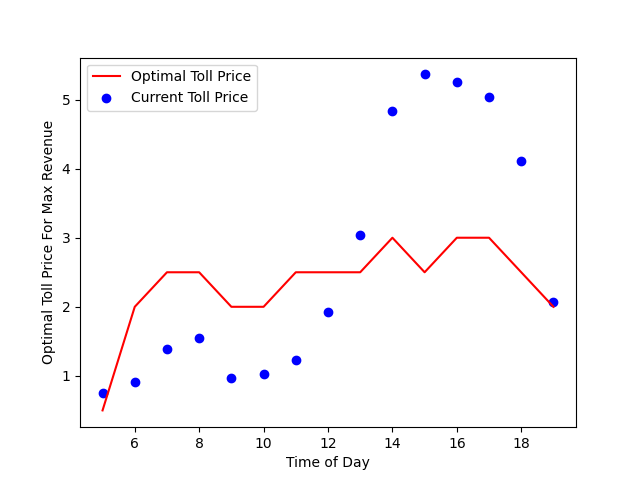 Optimal Toll Price
Current Toll Price
Optimal Toll Price For Max Revenue
5
4
3
2
1
6 8 10 12 14 16 18
Time of Day